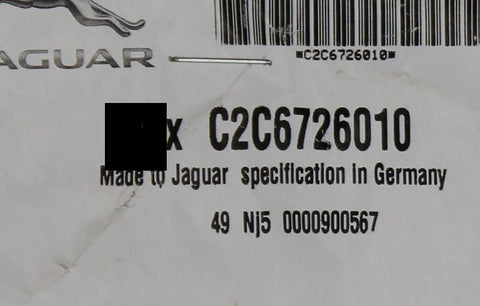 JAGUAR
*C2C6726010*
x C2C6726010
Made to Jaguar specification in Germany
49 Nj5 0000900567